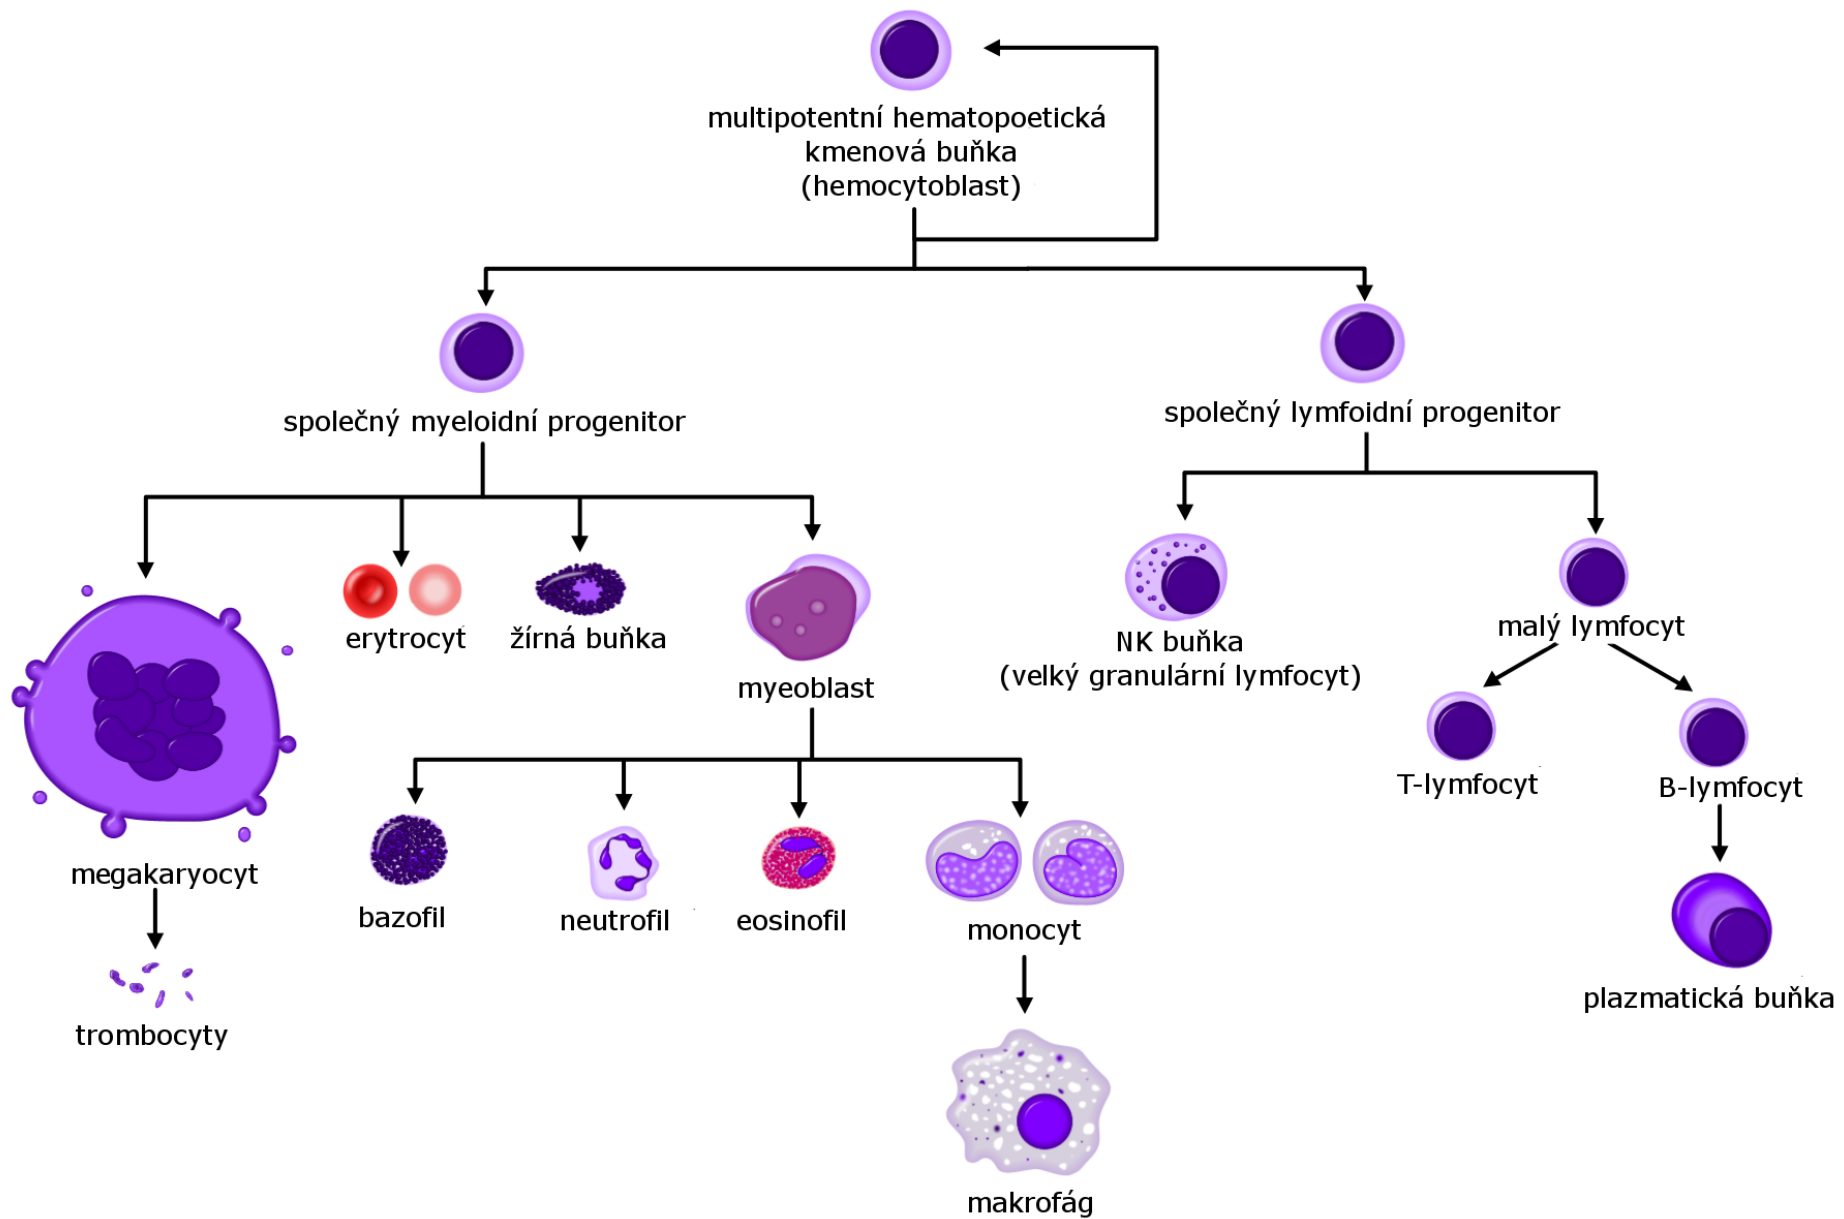 multipotentní hematopoetická
kmenová buňka
(hemocytoblast)
společný myeloidní progenitor
společný lymfoidní progenitor
erytrocyt
žírná buňka
myeoblast
NK buňka
(velký granulární lymfocyt)
malý lymfocyt
T-lymfocyt
B-lymfocyt
megakaryocyt
bazofil
neutrofil
eosinofil
monocyt
plazmatická buňka
trombocyty
makrofág